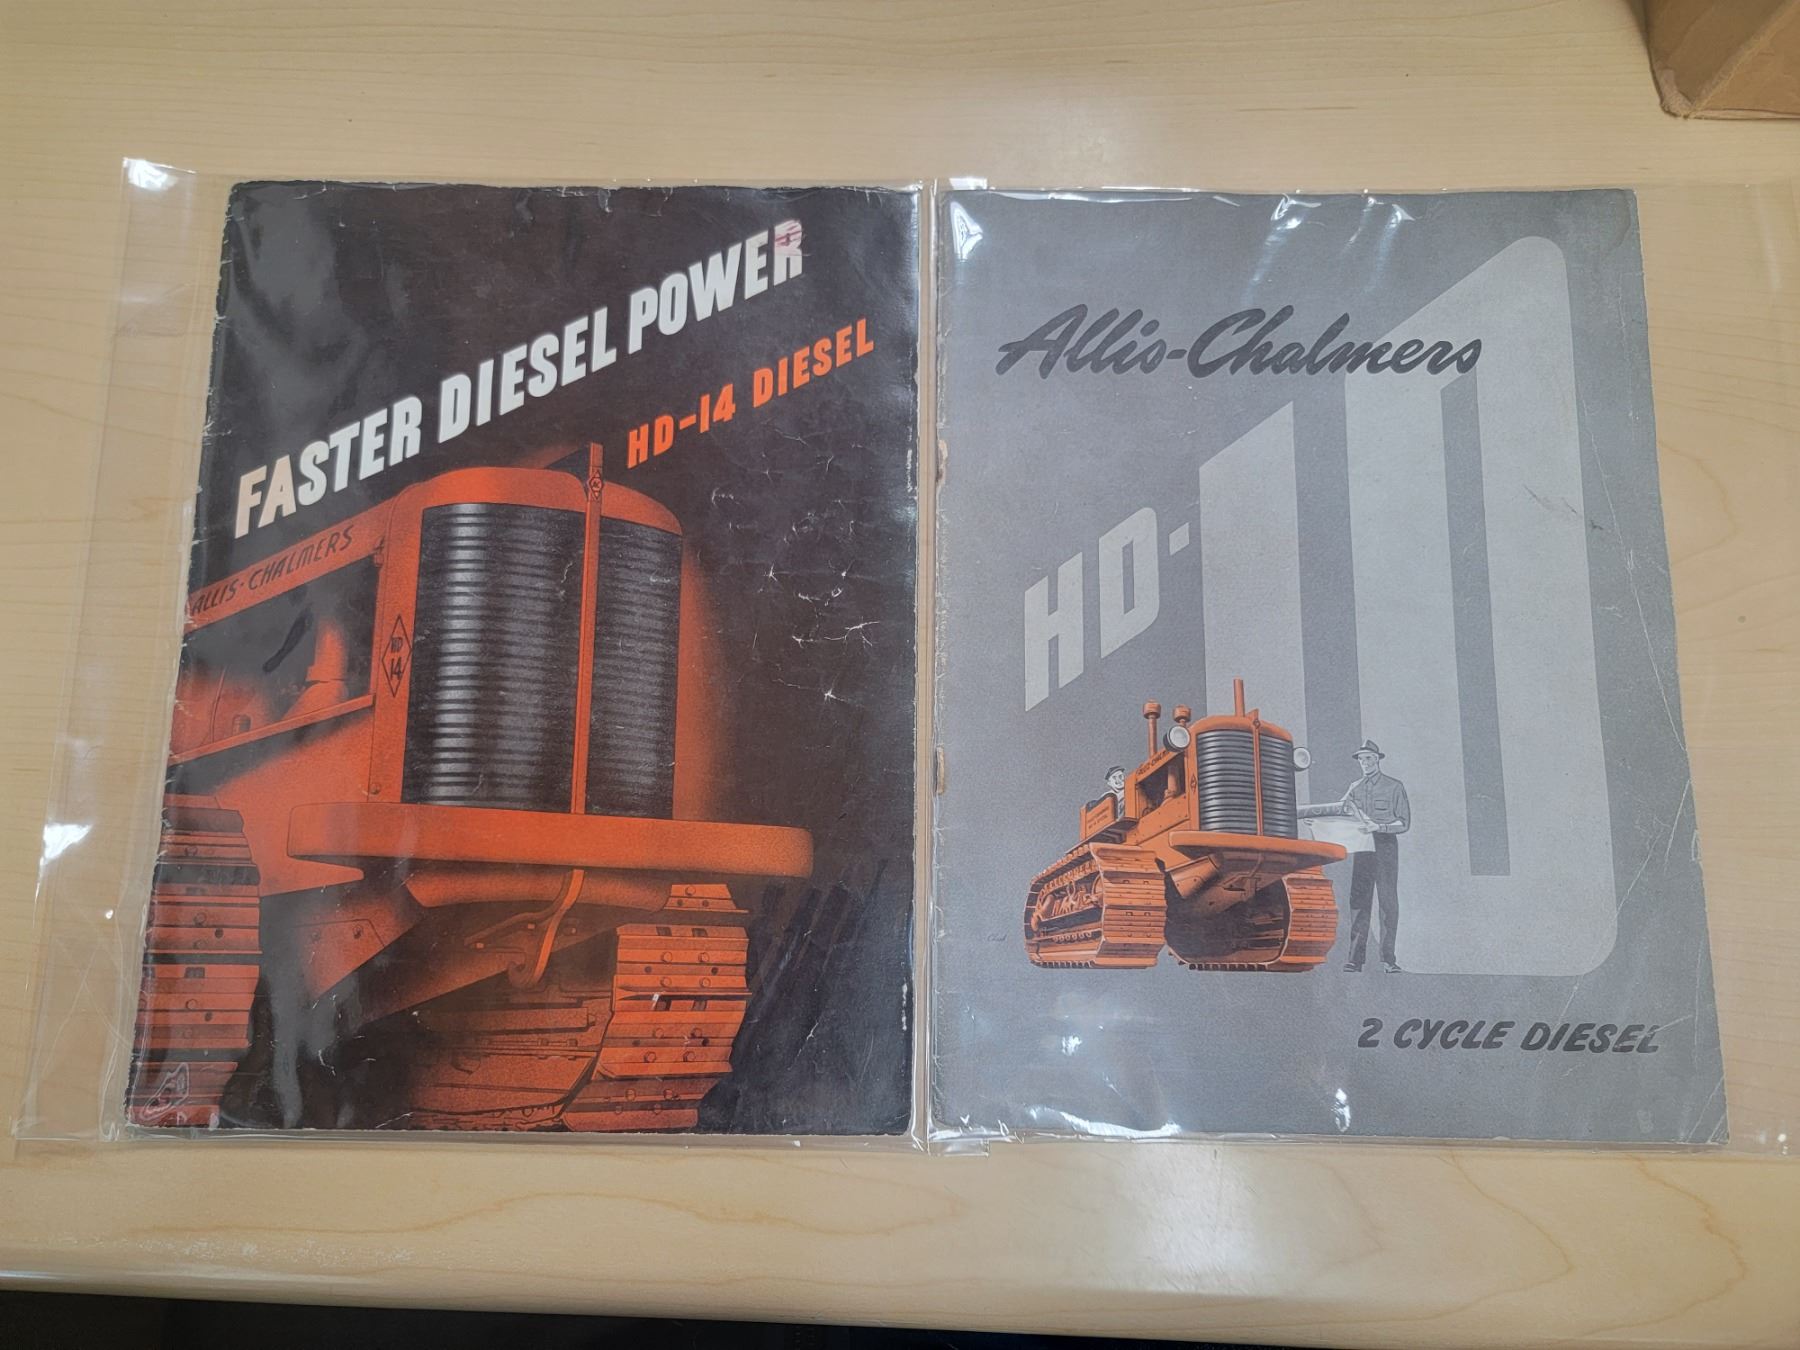 FASTER DIESEL POWER
HD-14 DIESEL
ALLIS-CHALMERS
HD
14
Allis-Chalmers
HD-10
2 CYCLE DIESEL